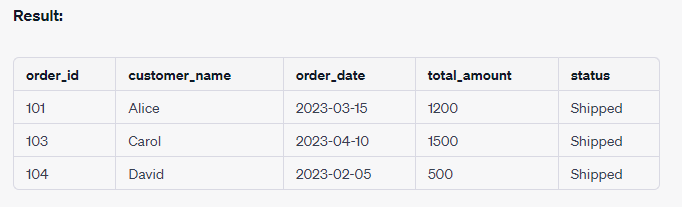 Result:
order_id customer_name order_date total_amount status
101 Alice 2023-03-15 1200 Shipped
103 Carol 2023-04-10 1500 Shipped
104 David 2023-02-05 500 Shipped